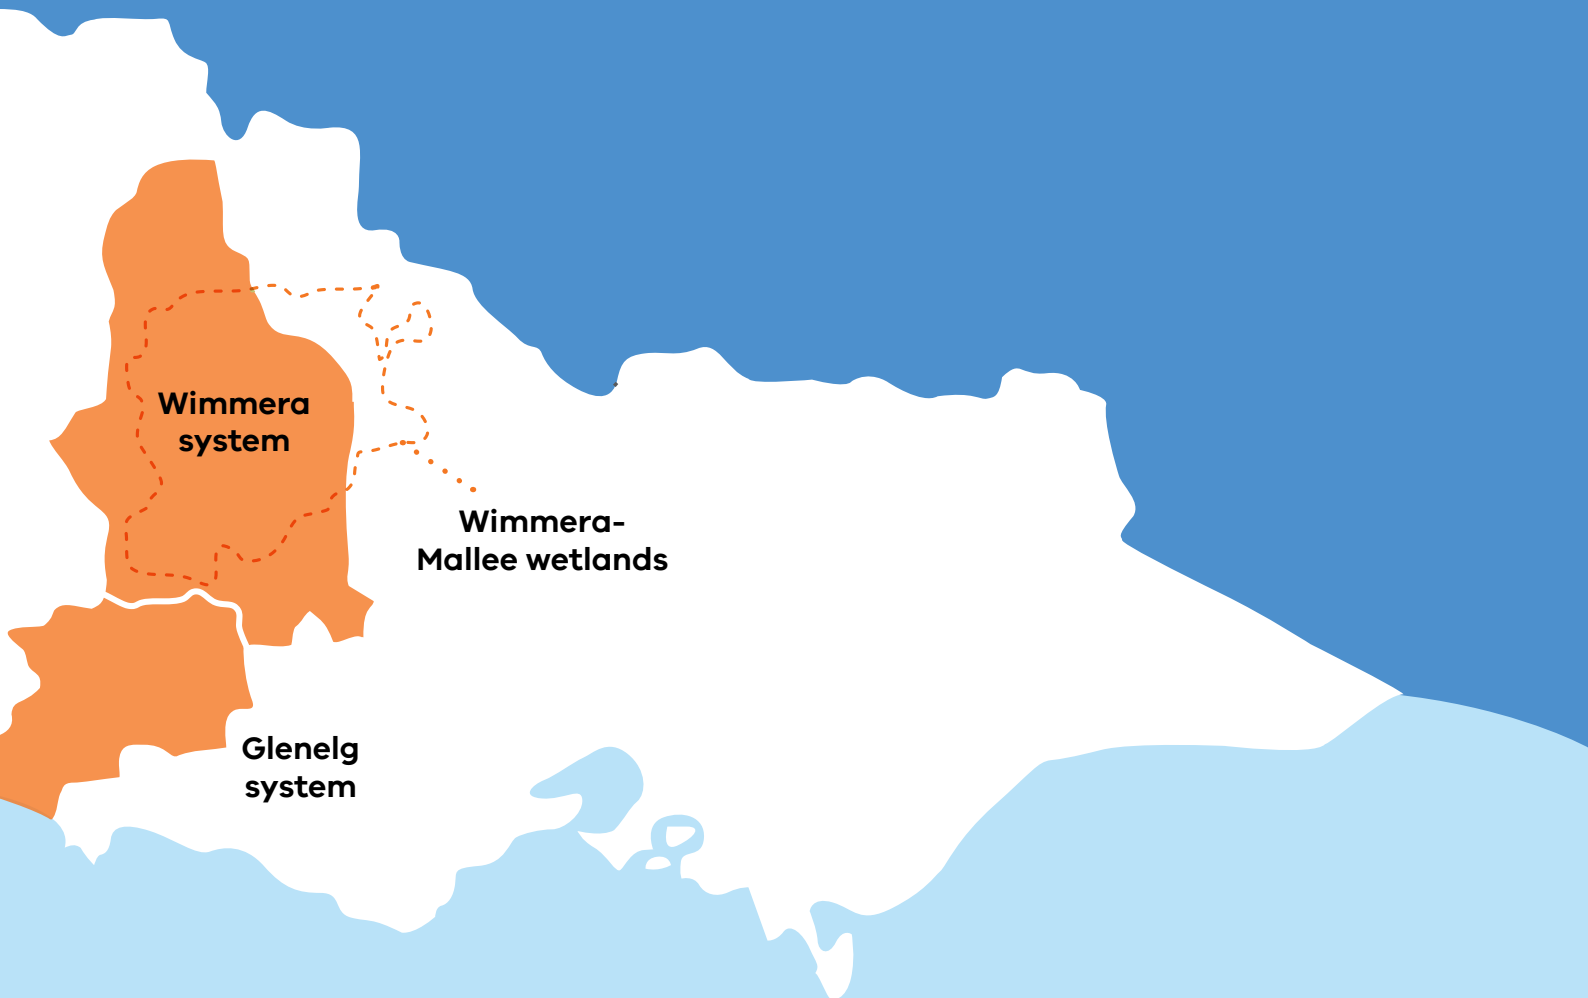 Wimmera
system
Wimmera-
Mallee wetlands
Glenelg
system